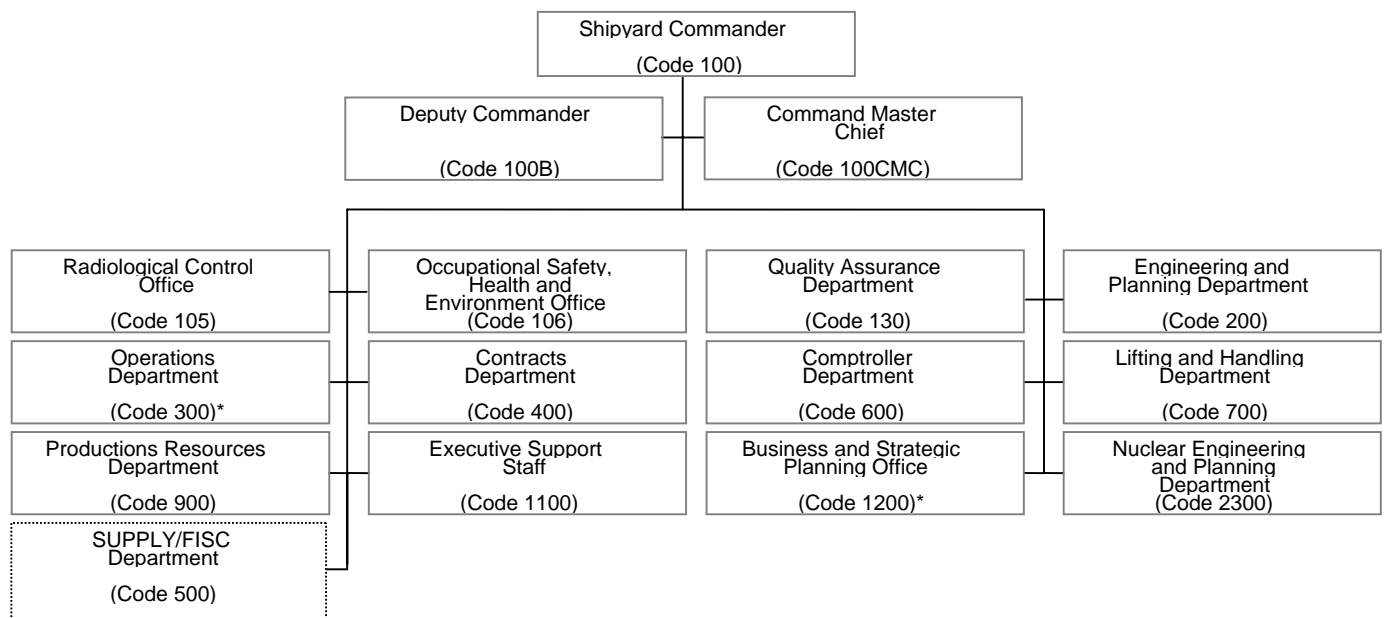 Shipyard Commander
(Code 100)
Deputy Commander
(Code 100B)
Command Master
Chief
(Code 100CMC)
Radiological Control
Office
(Code 105)
Occupational Safety,
Health and
Environment Office
(Code 106)
Quality Assurance
Department
(Code 130)
Engineering and
Planning Department
(Code 200)
Operations
Department
(Code 300)*
Contracts
Department
(Code 400)
Comptroller
Department
(Code 600)
Lifting and Handling
Department
(Code 700)
Productions Resources
Department
(Code 900)
Executive Support
Staff
(Code 1100)
Business and Strategic
Planning Office
(Code 1200)*
Nuclear Engineering
and Planning
Department
(Code 2300)
SUPPLY/FISC
Department
(Code 500)